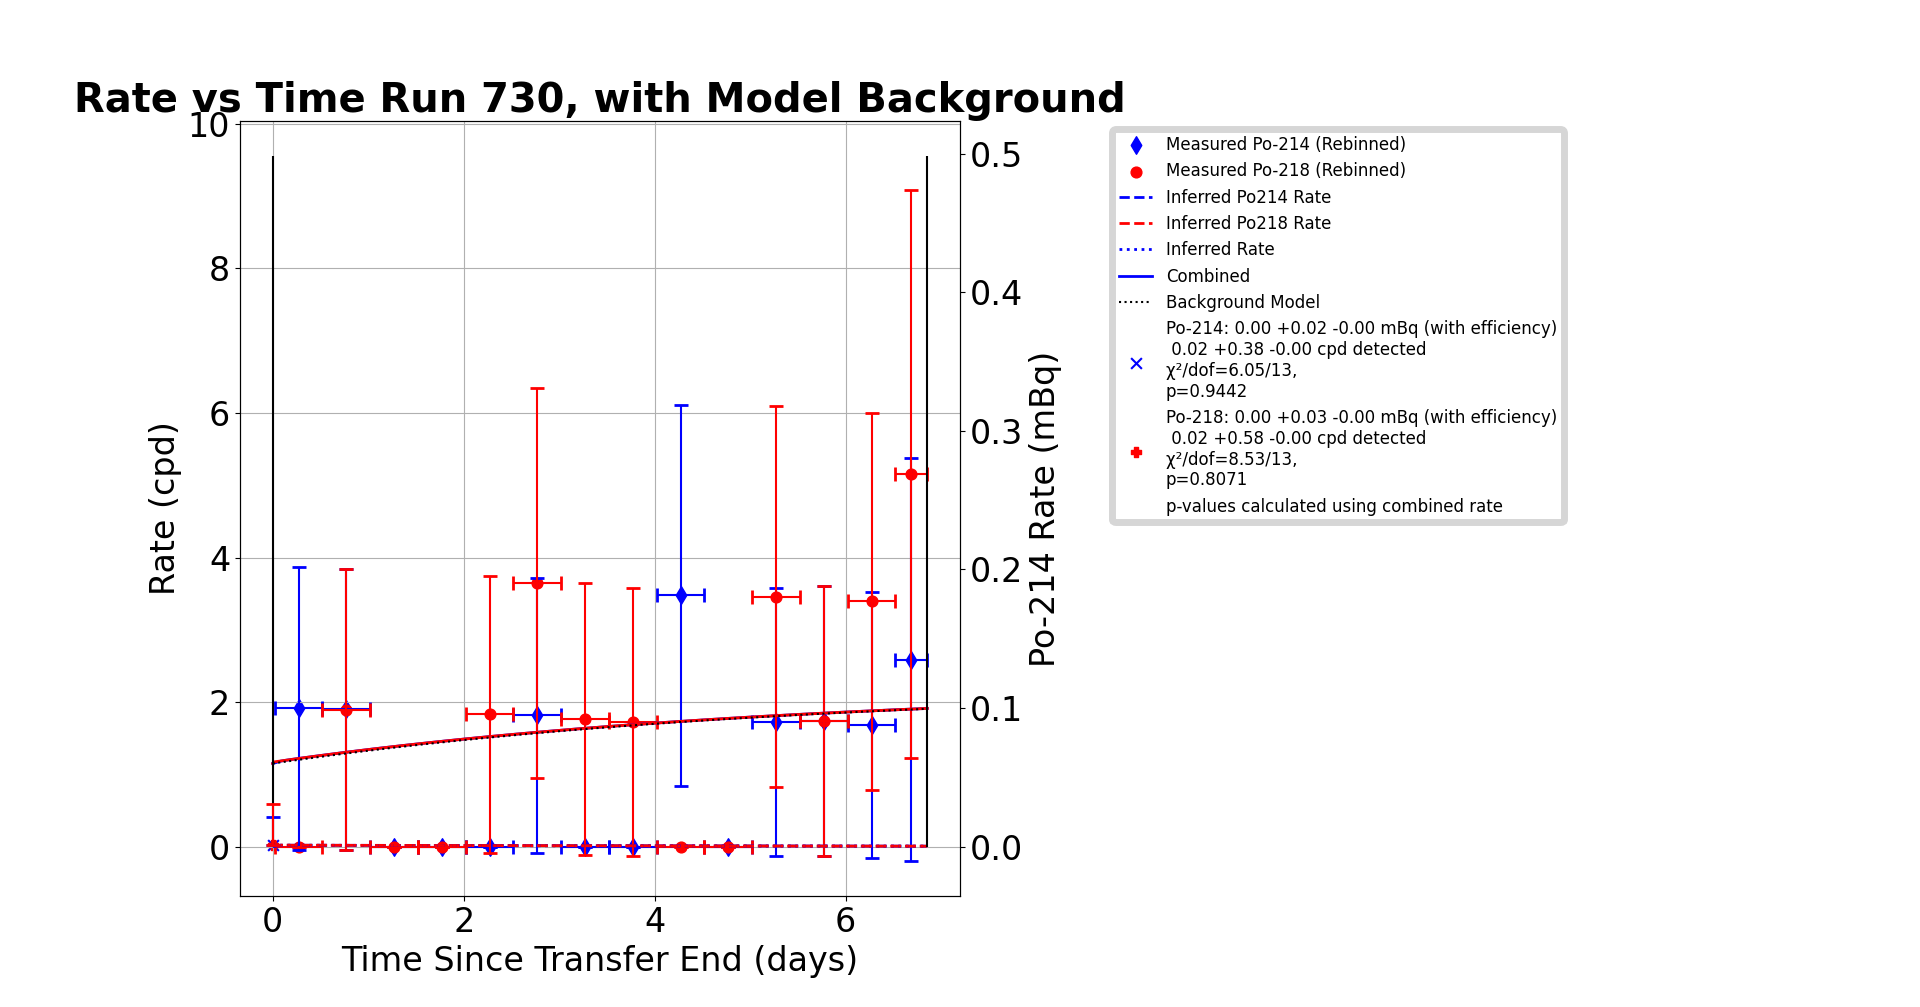 Rate vs Time Run 730, with Model Background
10
8
6
4
2
0
Rate (cpd)
0 2 4 6
Time Since Transfer End (days)
0.5
0.4
0.3
0.2
0.1
0.0
Po-214 Rate (mBq)
Measured Po-214 (Rebinned)
Measured Po-218 (Rebinned)
Inferred Po214 Rate
Inferred Po218 Rate
Inferred Rate
Combined
Background Model
Po-214: 0.00 +0.02 -0.00 mBq (with efficiency)
0.02 +0.38 -0.00 cpd detected
χ²/dof=6.05/13,
p=0.9442
Po-218: 0.00 +0.03 -0.00 mBq (with efficiency)
0.02 +0.58 -0.00 cpd detected
χ²/dof=8.53/13,
p=0.8071
p-values calculated using combined rate